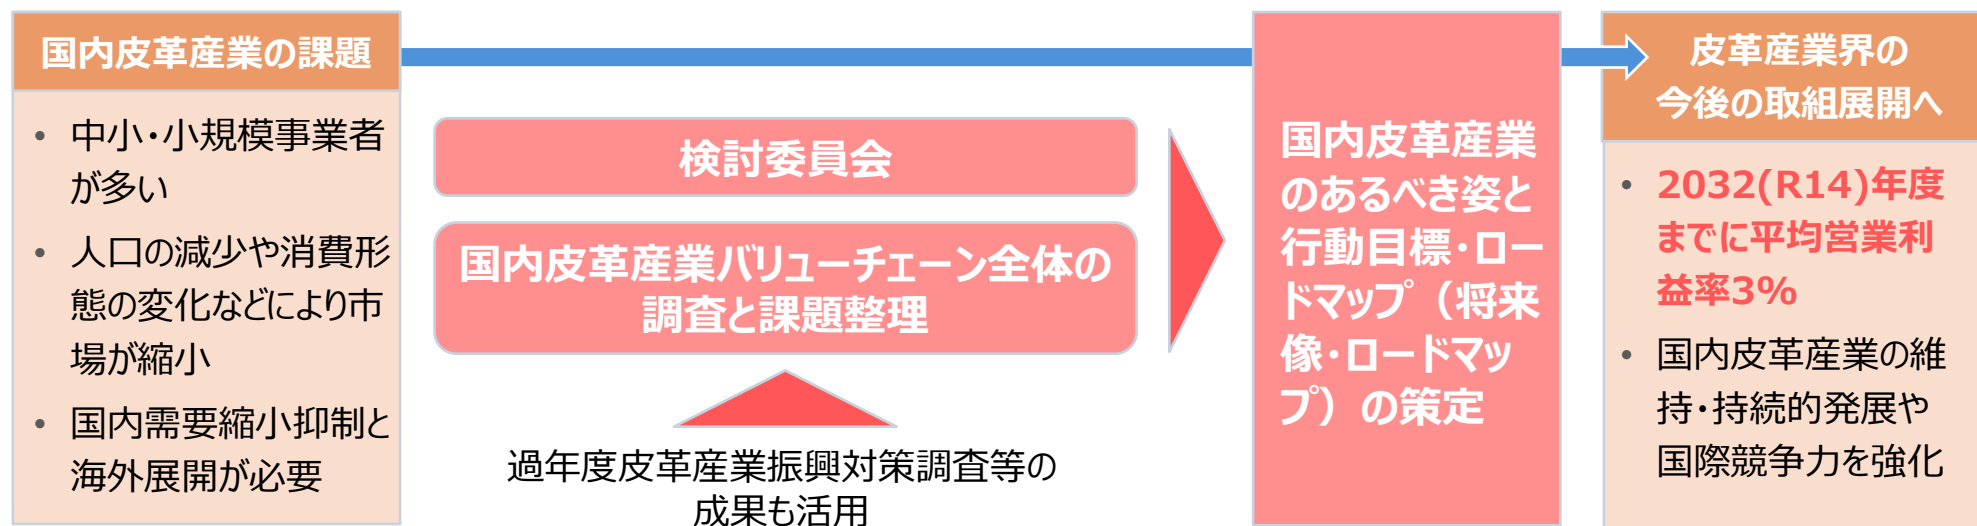 国内皮革産業の課題
• 中小・小規模事業者
が多い
• 人口の減少や消費形
態の変化などにより市
場が縮小
• 国内需要縮小抑制と
海外展開が必要
検討委員会
国内皮革産業バリューチェーン全体の
調査と課題整理
過年度皮革産業振興対策調査等の
成果も活用
国内皮革産業
のあるべき姿と
行動目標・ロー
ドマップ（将来
像・ロードマッ
プ）の策定
皮革産業界の
今後の取組展開へ
• 2032(R14)年度
までに平均営業利
益率3%
• 国内皮革産業の維
持・持続的発展や
国際競争力を強化